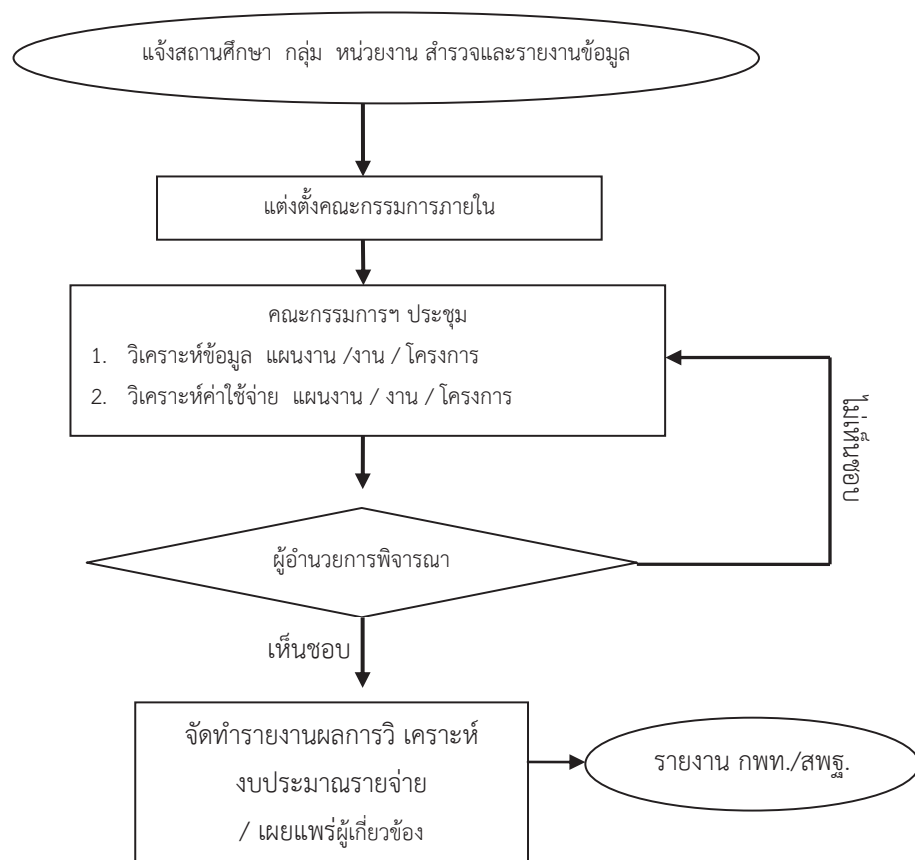 แจ้งสถานศึกษา กลุ่ม หน่วยงาน สำรวจและรายงานข้อมูล
แต่งตั้งคณะกรรมการภายใน
คณะกรรมการฯ ประชุม
1. วิเคราะห์ข้อมูล แผนงาน /งาน / โครงการ
2. วิเคราะห์ค่าใช้จ่าย แผนงาน / งาน / โครงการ
ไม่เห็นชอบ
ผู้อำนวยการพิจารณา
เห็นชอบ
จัดทำรายงานผลการวิ เคราะห์
งบประมาณรายจ่าย
/ เผยแพร่ผู้เกี่ยวข้อง
รายงาน กพท./สพฐ.